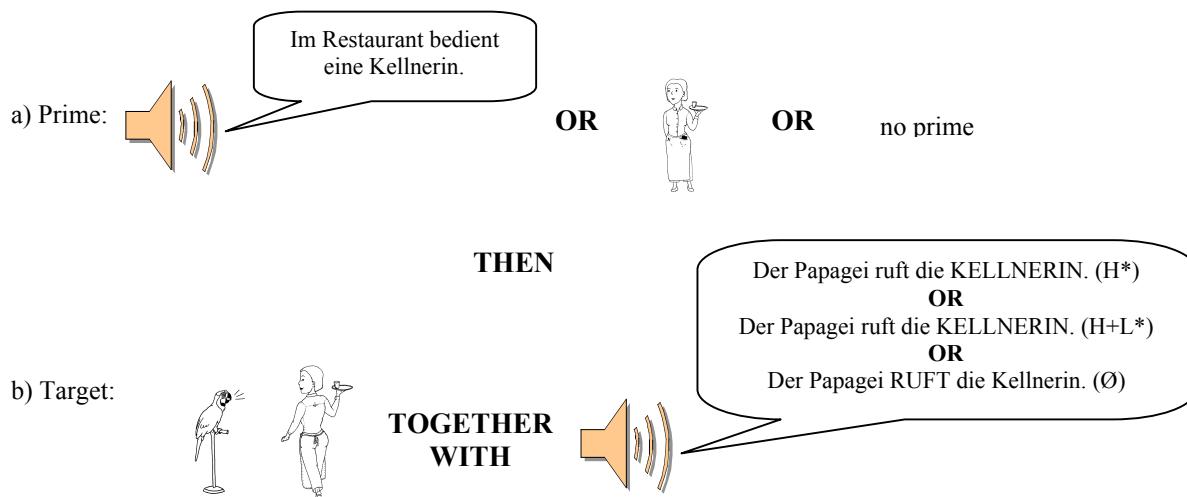 Im Restaurant bedient
eine Kellnerin.
a) Prime:
OR
OR
no prime
THEN
Der Papagei ruft die KELLNERIN. (H*)
OR
Der Papagei ruft die KELLNERIN. (H+L*)
OR
Der Papagei RUFT die Kellnerin. (Ø)
b) Target:
TOGETHER
WITH